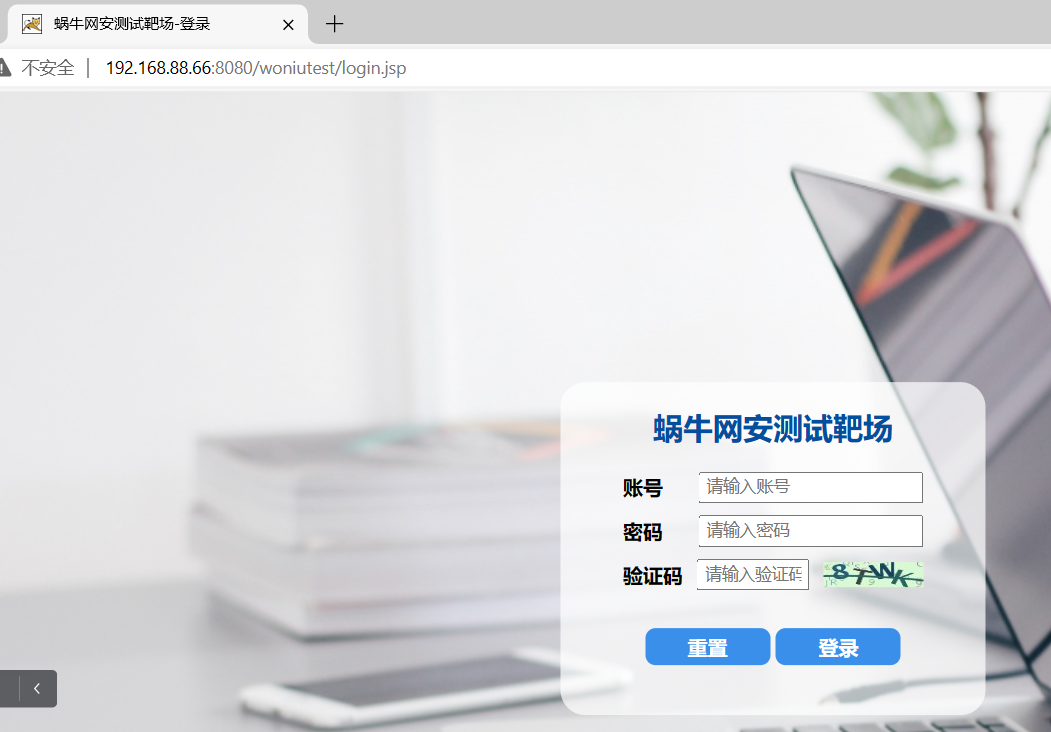 蜗牛网安测试靶场-登录
不安全 | 192.168.88.66:8080/woniutest/login.jsp
蜗牛网安测试靶场
账号 请输入账号
密码 请输入密码
验证码 请输入验证码 8TWK
重置 登录